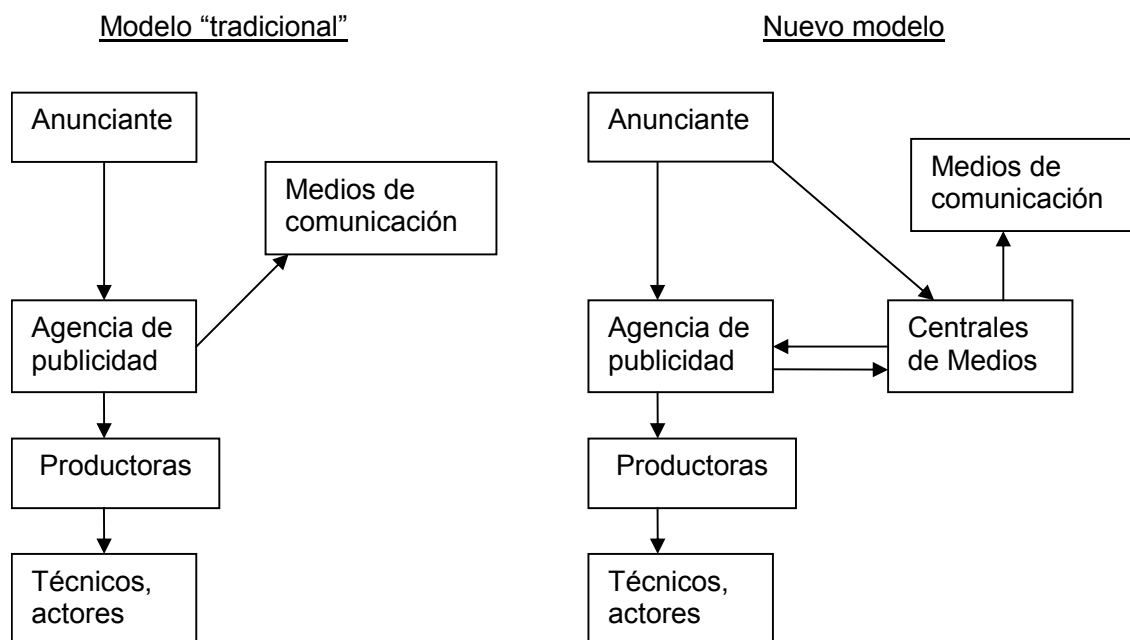 Modelo “tradicional”
Anunciante
Medios de
comunicación
Agencia de
publicidad
Productoras
Técnicos,
actores
Nuevo modelo
Anunciante
Medios de
comunicación
Agencia de
publicidad
Centrales
de Medios
Productoras
Técnicos,
actores